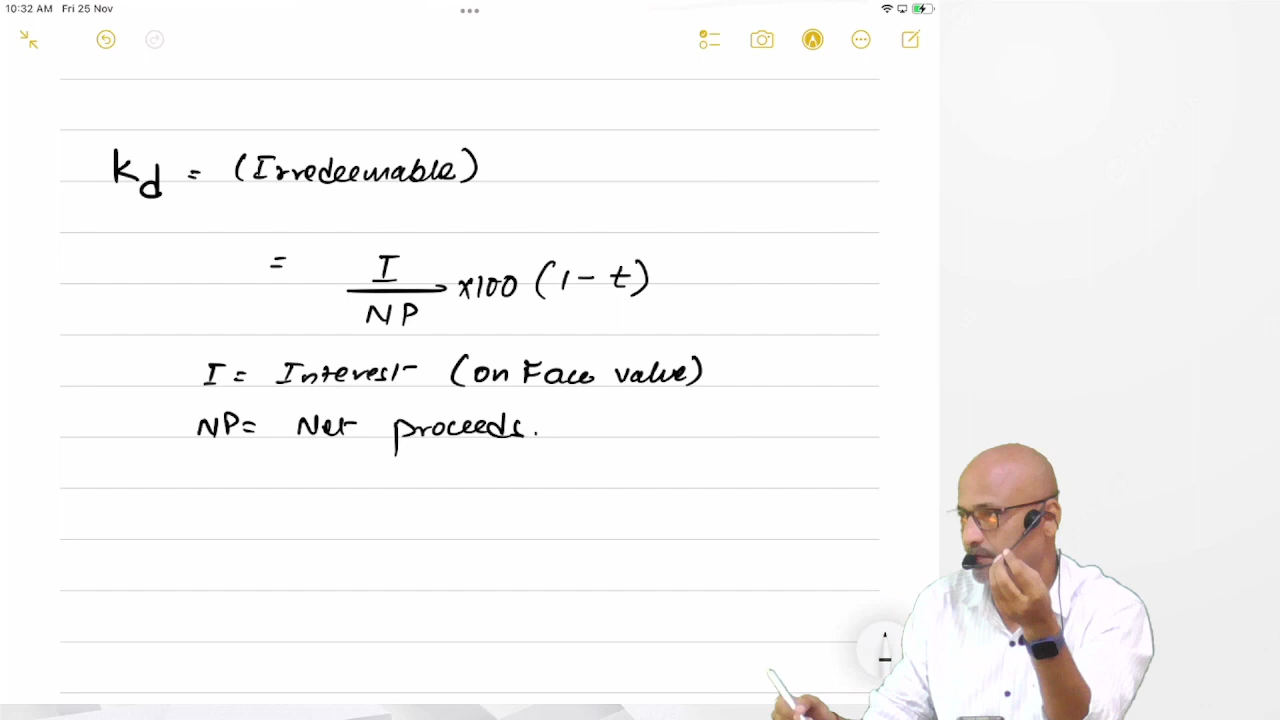 10:32 AM Fri 25 Nov
Kd = (Irredeemable)
= I/NP ×100 (1 - t)
I = Interest (on Face value)
NP = Net proceeds.